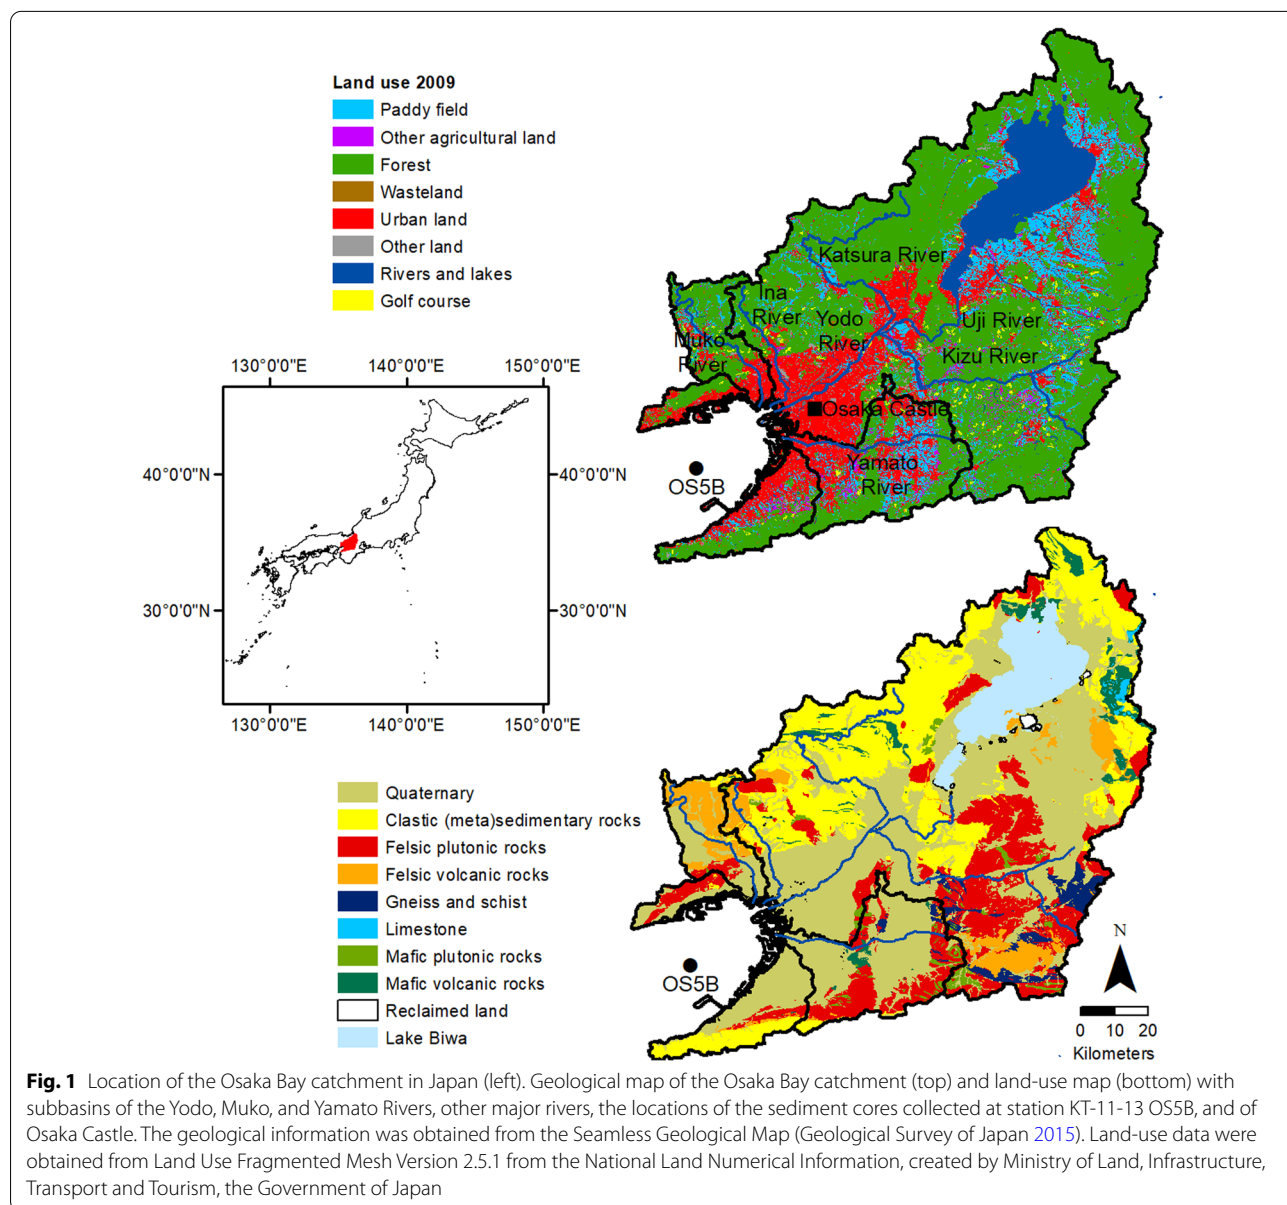 Land use 2009
Paddy field
Other agricultural land
Forest
Wasteland
Urban land
Other land
Rivers and lakes
Golf course
Katsura River
Ina
River
Yodo
River
Uji River
Muko
River
Kizu River
Osaka Castle
Yamato
River
OS5B
130°0'0"E
140°0'0"E
150°0'0"E
40°0'0"N
40°0'0"N
30°0'0"N
30°0'0"N
130°0'0"E
140°0'0"E
150°0'0"E
Quaternary
Clastic (meta)sedimentary rocks
Felsic plutonic rocks
Felsic volcanic rocks
Gneiss and schist
Limestone
Mafic plutonic rocks
Mafic volcanic rocks
Reclaimed land
Lake Biwa
OS5B
N
0 10 20
Kilometers
Fig. 1 Location of the Osaka Bay catchment in Japan (left). Geological map of the Osaka Bay catchment (top) and land-use map (bottom) with
subbasins of the Yodo, Muko, and Yamato Rivers, other major rivers, the locations of the sediment cores collected at station KT-11-13 OS5B, and of
Osaka Castle. The geological information was obtained from the Seamless Geological Map (Geological Survey of Japan 2015). Land-use data were
obtained from Land Use Fragmented Mesh Version 2.5.1 from the National Land Numerical Information, created by Ministry of Land, Infrastructure,
Transport and Tourism, the Government of Japan